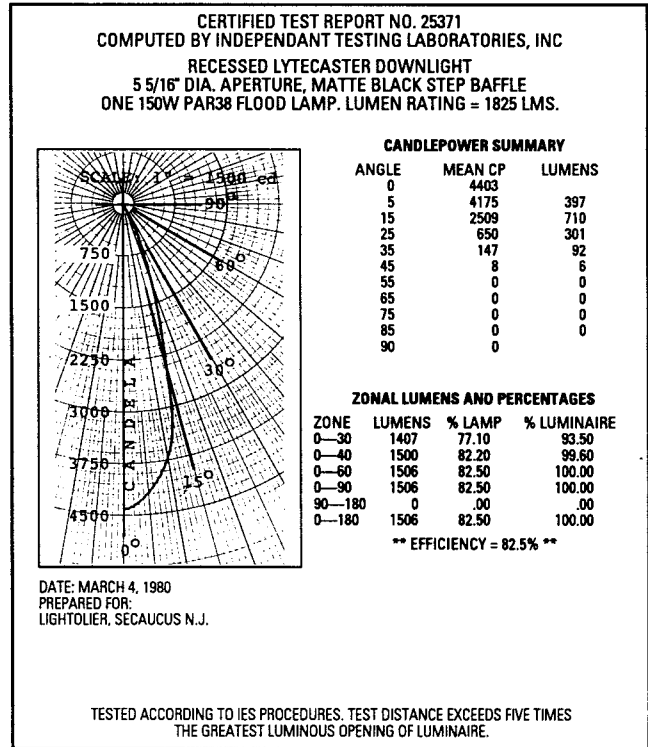 CERTIFIED TEST REPORT NO. 25371
COMPUTED BY INDEPENDANT TESTING LABORATORIES, INC
RECESSED LYTECASTER DOWNLIGHT
5 5/16" DIA. APERTURE, MATTE BLACK STEP BAFFLE
ONE 150W PAR38 FLOOD LAMP. LUMEN RATING = 1825 LMS.
SCALE: 1" = 1500 cd
90°
60°
30°
15°
0°
750
1500
2250
3000
3750
4500
CANDELA
CANDLEPOWER SUMMARY
ANGLE MEAN CP LUMENS
0 4403
5 4175 397
15 2509 710
25 650 301
35 147 92
45 8 6
55 0 0
65 0 0
75 0 0
85 0 0
90 0
ZONAL LUMENS AND PERCENTAGES
ZONE LUMENS % LAMP % LUMINAIRE
0—30 1407 77.10 93.50
0—40 1500 82.20 99.60
0—60 1506 82.50 100.00
0—90 1506 82.50 100.00
90—180 0 .00 .00
0—180 1506 82.50 100.00
** EFFICIENCY = 82.5% **
DATE: MARCH 4, 1980
PREPARED FOR:
LIGHTOLIER, SECAUCUS N.J.
TESTED ACCORDING TO IES PROCEDURES. TEST DISTANCE EXCEEDS FIVE TIMES
THE GREATEST LUMINOUS OPENING OF LUMINAIRE.